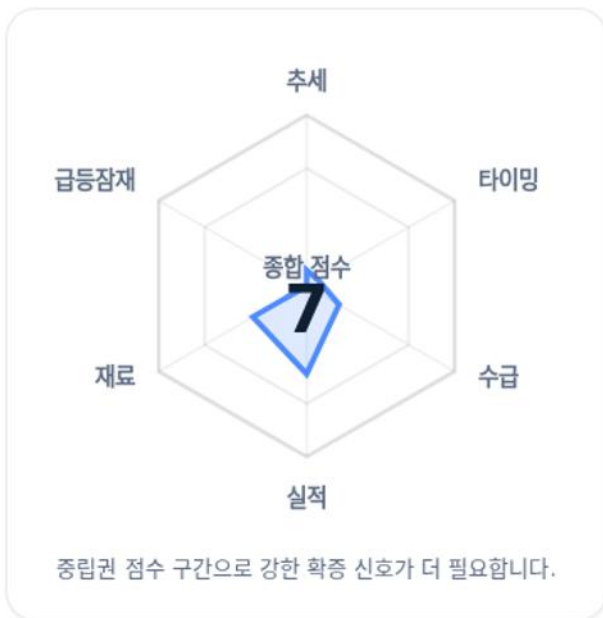 추세
급등잠재
타이밍
종합 점수
7
재료
수급
실적
중립권 점수 구간으로 강한 확증 신호가 더 필요합니다.